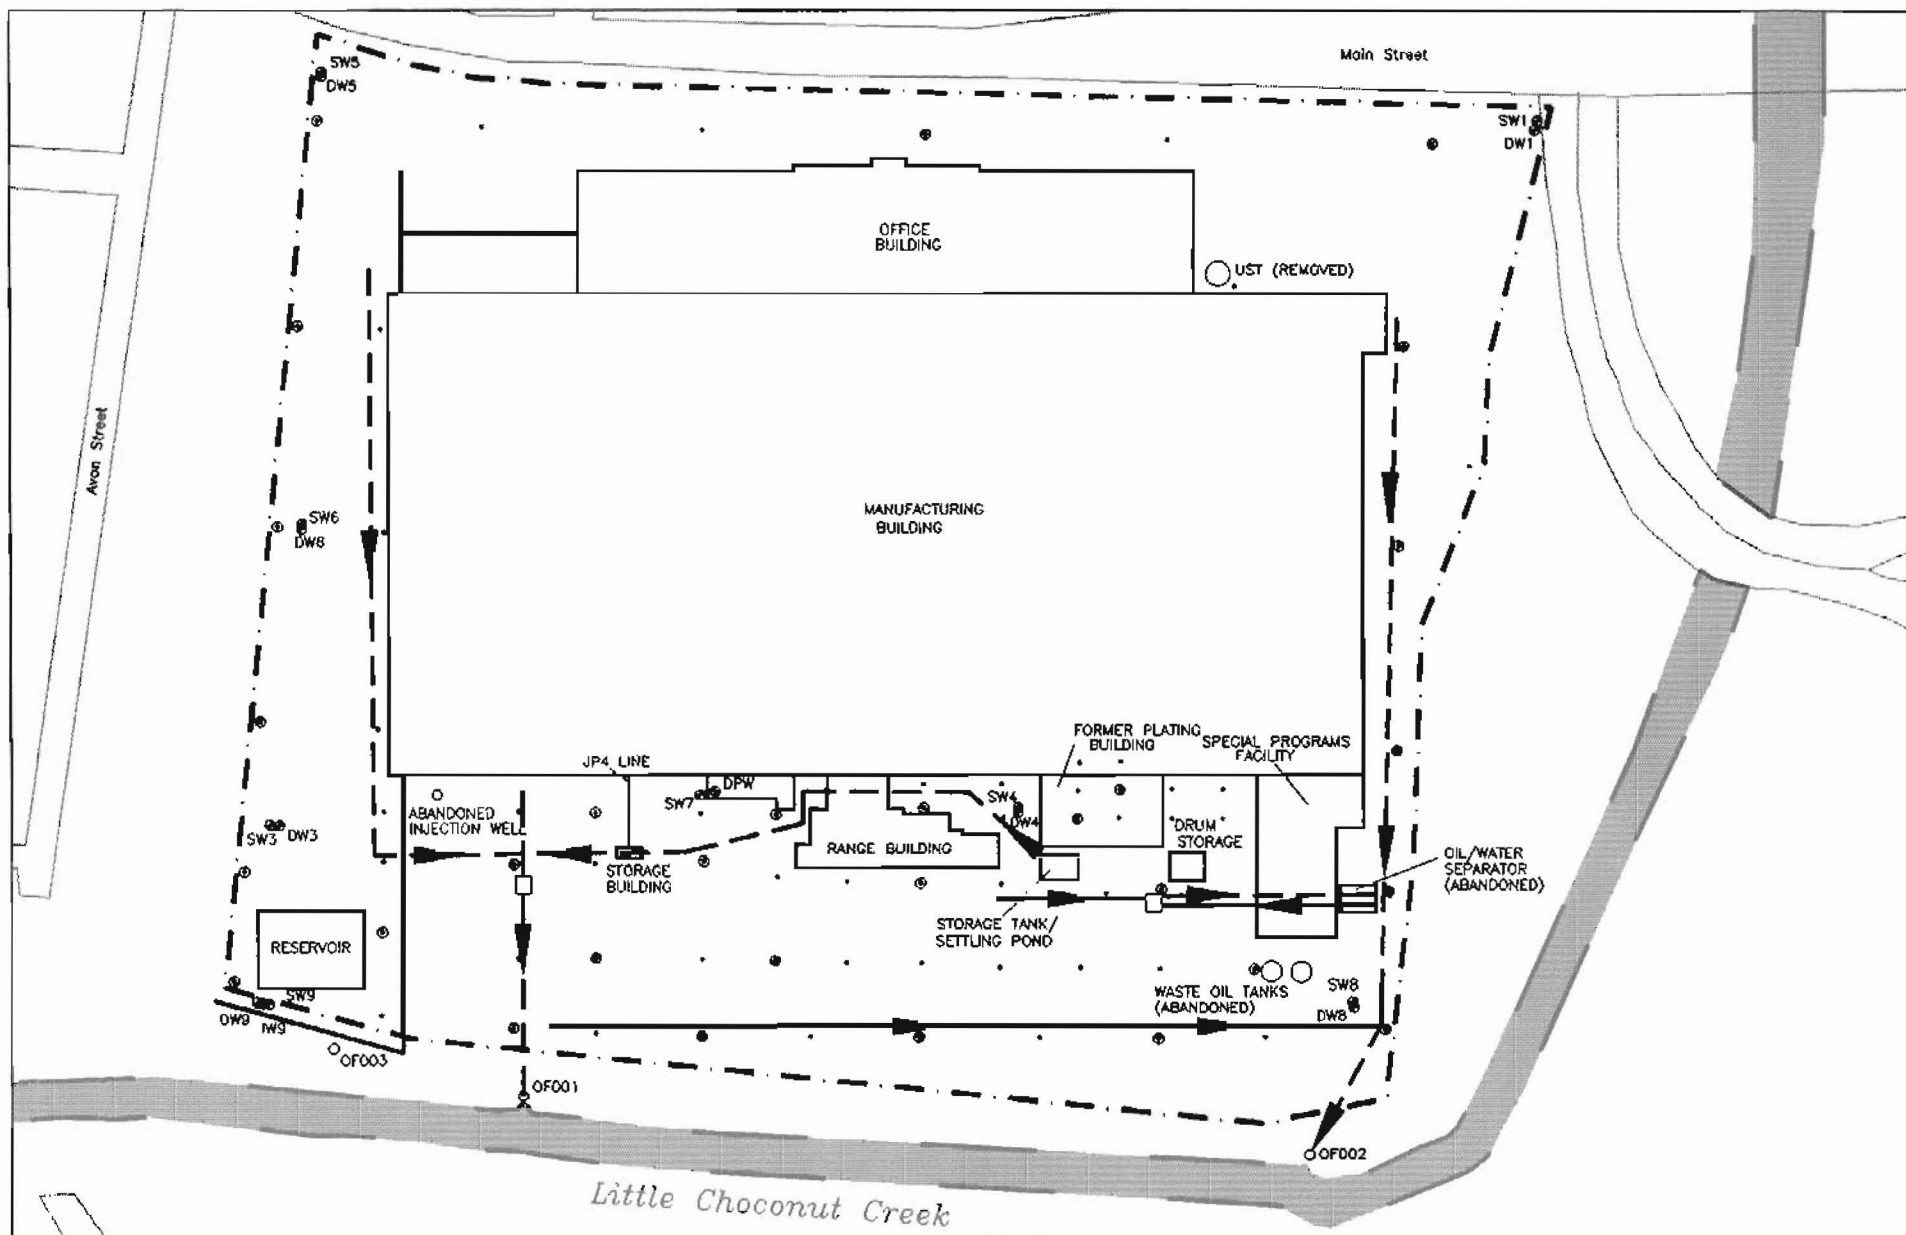 Main Street
SW5
DW5
SW1
DW1
OFFICE
BUILDING
UST (REMOVED)
Avon Street
MANUFACTURING
BUILDING
SW6
DW6
FORMER PLATING
BUILDING
SPECIAL PROGRAMS
FACILITY
JP4 LINE
DPW
SW7
SW4
DW4
ABANDONED
INJECTION WELL
SW3
DW3
DRUM
STORAGE
RANGE BUILDING
STORAGE
BUILDING
OIL/WATER
SEPARATOR
(ABANDONED)
STORAGE TANK/
SETTLING POND
RESERVOIR
WASTE OIL TANKS
(ABANDONED)
SW8
DW8
SW9
DW9
IW9
OF003
OF001
OF002
Little Choconut Creek